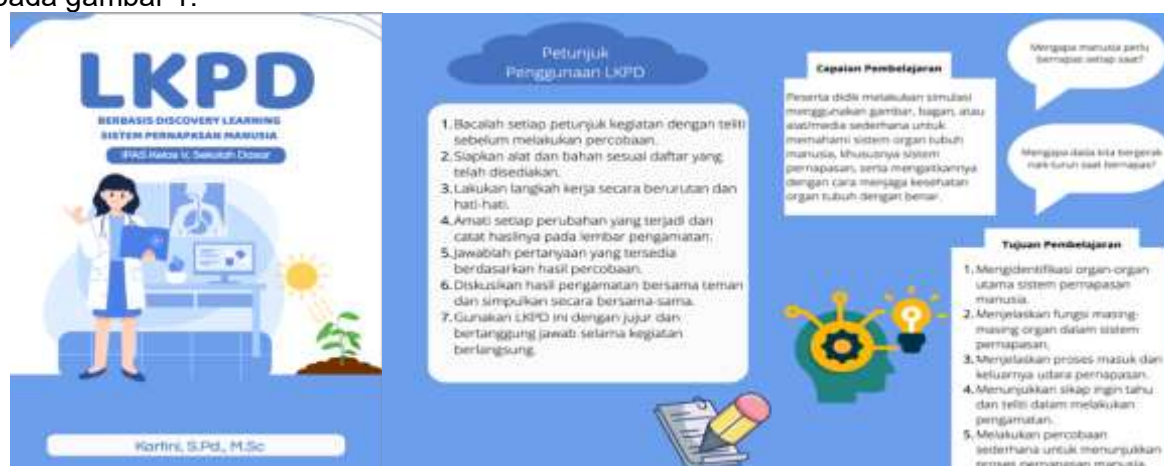 pada gambar 1.
LKPD
BERBASIS DISCOVERY LEARNING
SISTEM PERNAPASAN MANUSIA
IPAS Kelas V, Sekolah Dasar
Kartini, S.Pd., M.Sc
Petunjuk
Penggunaan LKPD
1. Bacalah setiap petunjuk kegiatan dengan teliti
sebelum melakukan percobaan.
2. Siapkan alat dan bahan sesuai daftar yang
telah disediakan.
3. Lakukan langkah kerja secara berurutan dan
hati-hati.
4. Amati setiap perubahan yang terjadi dan
catat hasilnya pada lembar pengamatan.
5. Jawablah pertanyaan yang tersedia
berdasarkan hasil percobaan.
6. Diskusikan hasil pengamatan bersama teman
dan simpulkan secara bersama-sama.
7. Gunakan LKPD ini dengan jujur dan
bertanggung jawab selama kegiatan
berlangsung.
Capaian Pembelajaran
Peserta didik melakukan simulasi
menggunakan gambar, bagan, atau
alat/media sederhana untuk
memahami sistem organ tubuh
manusia, khususnya sistem
pernapasan, serta mengaitkannya
dengan cara menjaga kesehatan
organ tubuh dengan benar.
Mengapa manusia perlu
bernapas setiap saat?
Mengapa dada kita bergerak
naik turun saat bernapas?
Tujuan Pembelajaran
1. Mengidentifikasi organ-organ
utama sistem pernapasan
manusia.
2. Menjelaskan fungsi masing-
masing organ dalam sistem
pernapasan.
3. Menjelaskan proses masuk dan
keluarnya udara pernapasan.
4. Menunjukkan sikap ingin tahu
dan teliti dalam melakukan
pengamatan.
5. Melakukan percobaan
sederhana untuk menunjukkan
proses pernapasan manusia